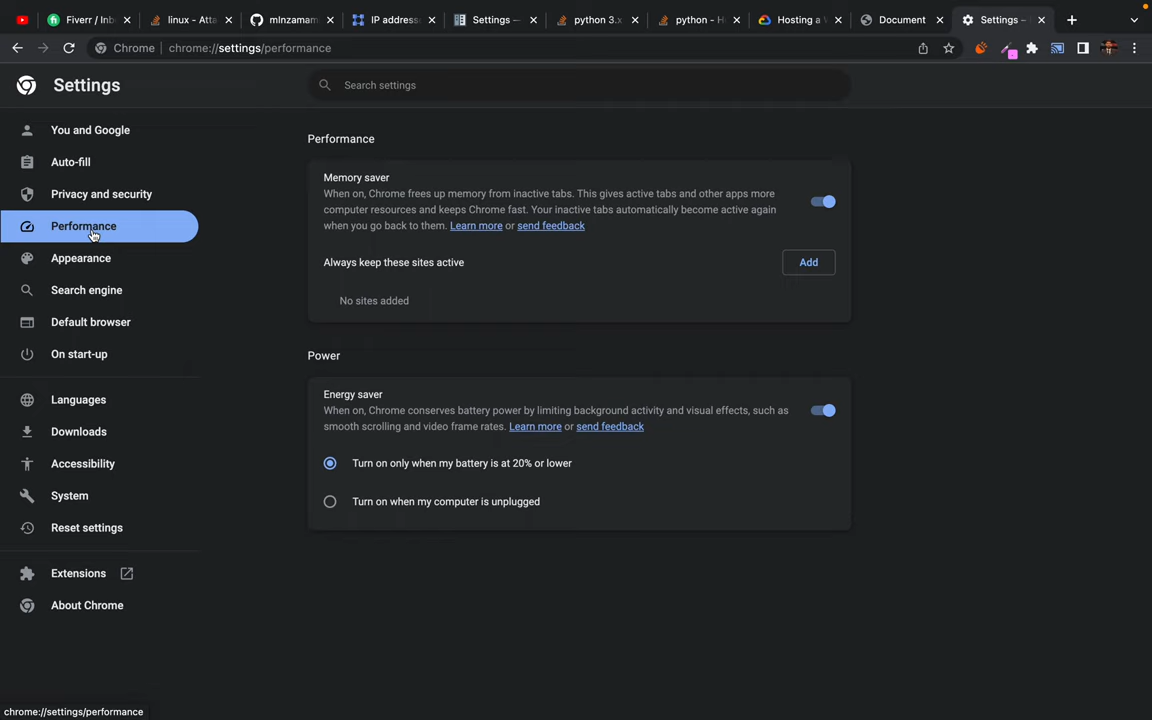 Fiverr / Inb
linux - Atta
mlnzamam
IP address
Settings —
python 3.x
python - H
Hosting a W
Document
Settings –
Chrome | chrome://settings/performance
Settings
Search settings
You and Google
Auto-fill
Privacy and security
Performance
Appearance
Search engine
Default browser
On start-up
Languages
Downloads
Accessibility
System
Reset settings
Extensions
About Chrome
Performance
Memory saver
When on, Chrome frees up memory from inactive tabs. This gives active tabs and other apps more
computer resources and keeps Chrome fast. Your inactive tabs automatically become active again
when you go back to them. Learn more or send feedback
Always keep these sites active
Add
No sites added
Power
Energy saver
When on, Chrome conserves battery power by limiting background activity and visual effects, such as
smooth scrolling and video frame rates. Learn more or send feedback
Turn on only when my battery is at 20% or lower
Turn on when my computer is unplugged
chrome://settings/performance